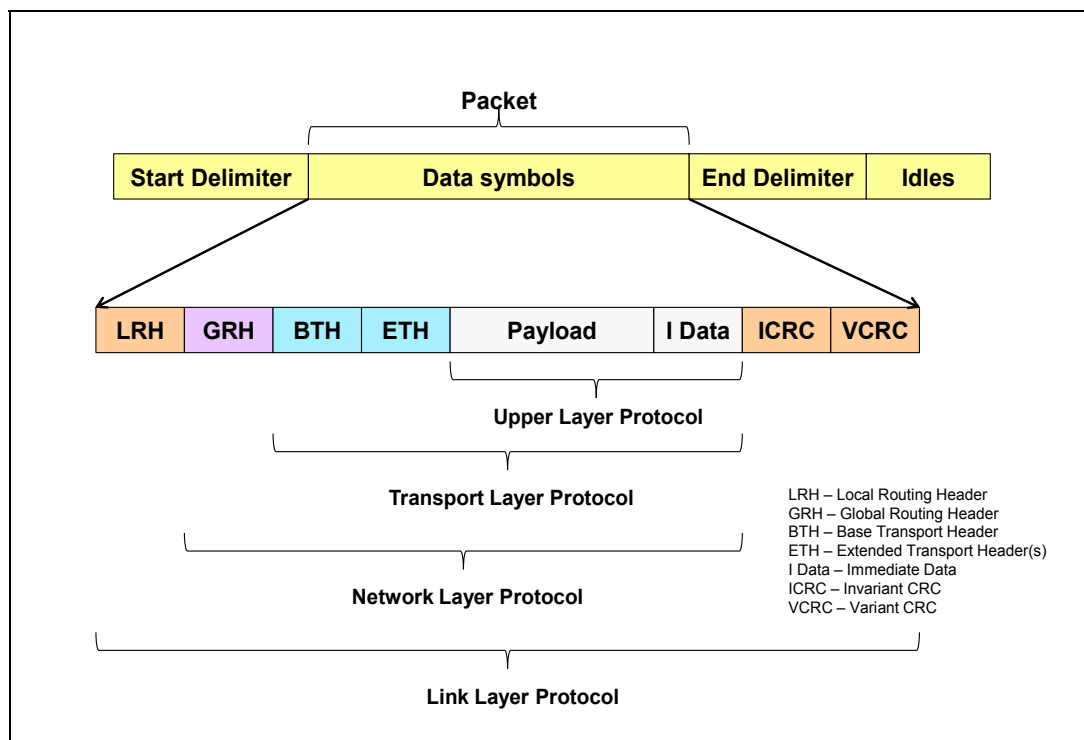 Packet
Start Delimiter Data symbols End Delimiter Idles
LRH GRH BTH ETH Payload I Data ICRC VCRC
Upper Layer Protocol
Transport Layer Protocol
Network Layer Protocol
Link Layer Protocol
LRH – Local Routing Header
GRH – Global Routing Header
BTH – Base Transport Header
ETH – Extended Transport Header(s)
I Data – Immediate Data
ICRC – Invariant CRC
VCRC – Variant CRC